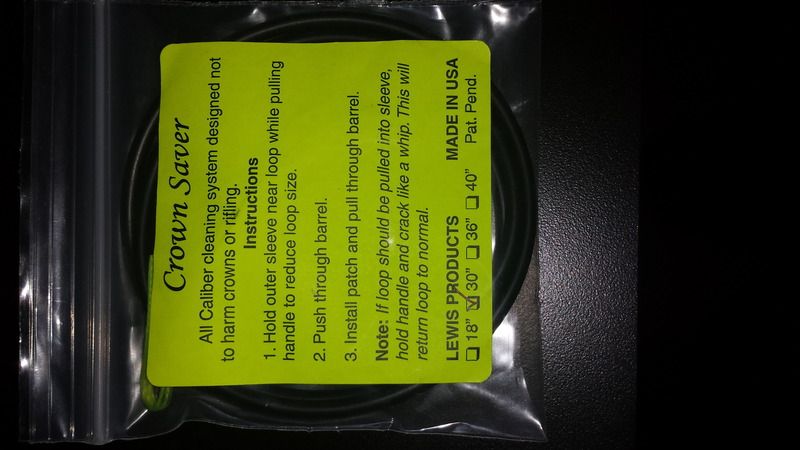 Crown Saver
All Caliber cleaning system designed not
to harm crowns or rifling.
Instructions
1. Hold outer sleeve near loop while pulling
handle to reduce loop size.
2. Push through barrel.
3. Install patch and pull through barrel.
Note: If loop should be pulled into sleeve,
hold handle and crack like a whip. This will
return loop to normal.
LEWIS PRODUCTS MADE IN USA
❏ 18” ☑ 30” ❏ 36” ❏ 40” Pat. Pend.